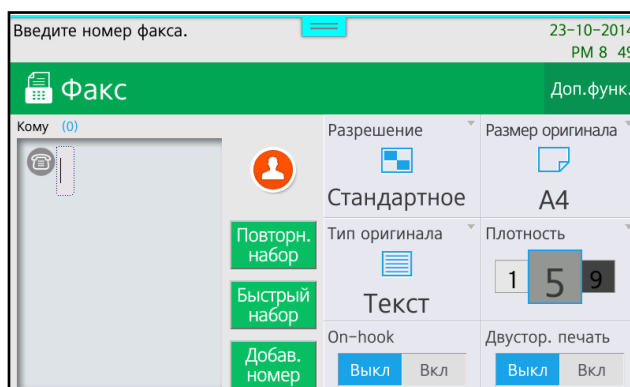 Введите номер факса.
23-10-2014
PM 8 49
Факс
Доп.функ.
Кому (0)
Повторн.
набор
Быстрый
набор
Добав.
номер
Разрешение
Стандартное
Размер оригинала
A4
Тип оригинала
Текст
Плотность
1 5 9
On-hook
Выкл Вкл
Двустор. печать
Выкл Вкл